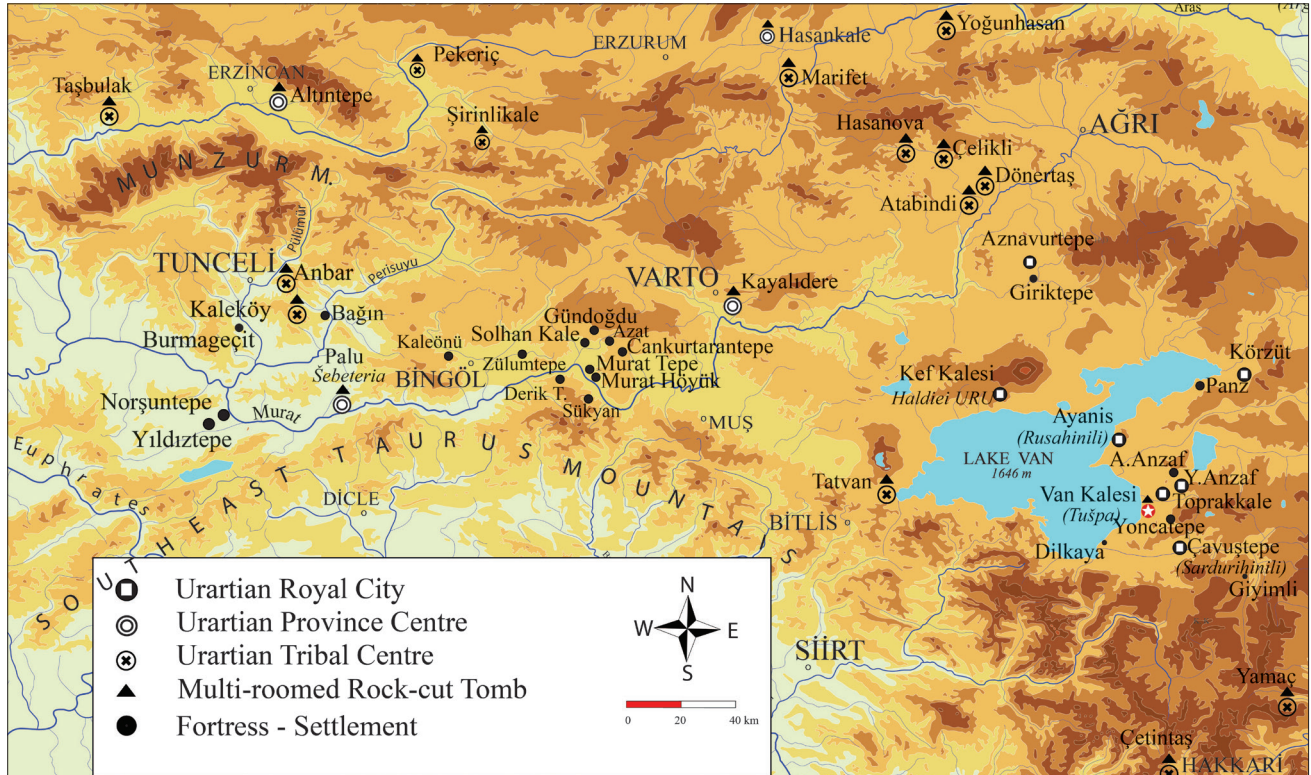 Aras
(Arg
Yoğunhasan
Hasankale
ERZURUM
Pekeriç
Marifet
Taşbulak
ERZİNCAN
Altıntepe
Şirinlikale
Hasanova
AĞRI
Çelikli
Dönertaş
Atabindi
MUNZUR M.
Pülümür
Aznavurtepe
TUNCELİ
Anbar
Perisuyu
VARTO
Kayalıdere
Giriktepe
Kaleköy
Bağın
Burmageçit
Gündoğdu
Solhan Kale
Azat
Kaleönü
Cankurtarantepe
Palu
Šebeteria
Zülumtepe
Murat Tepe
BİNGÖL
Murat Höyük
Derik T.
Sükyan
Körzüt
Kef Kalesi
Haldiei URU
Panz
Norşuntepe
Murat
Yıldıztepe
MUŞ
Ayanis
(Rusahinili)
LAKE VAN
1646 m
A.Anzaf
Y.Anzaf
Euphrates
Tatvan
Van Kalesi
(Tušpa)
Toprakkale
DİCLE
BİTLİS
Yoncatepe
SOUTHEAST TAURUS MOUNTAINS
Dilkaya
Çavuştepe
(Sardurihinili)
Giyimli
Urartian Royal City
Urartian Province Centre
Urartian Tribal Centre
Multi-roomed Rock-cut Tomb
Fortress - Settlement
N
W E
S
0 20 40 km
SİİRT
Yamaç
Çetintaş
HAKKARİ